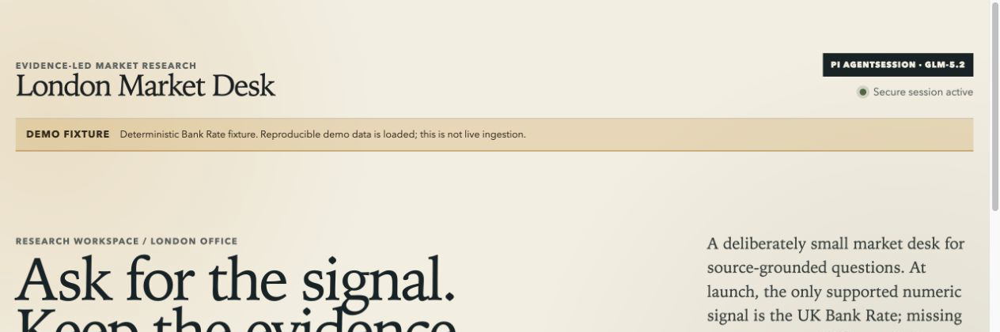 EVIDENCE-LED MARKET RESEARCH
London Market Desk
PI AGENTSESSION · GLM-5.2
Secure session active
DEMO FIXTURE Deterministic Bank Rate fixture. Reproducible demo data is loaded; this is not live ingestion.
RESEARCH WORKSPACE / LONDON OFFICE
Ask for the signal.
Keep the evidence
A deliberately small market desk for
source-grounded questions. At
launch, the only supported numeric
signal is the UK Bank Rate; missing